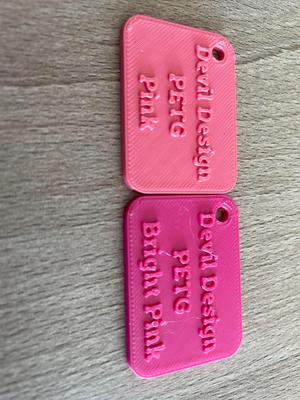 Devil Design
PETG
Pink
Devil Design
PETG
Bright Pink